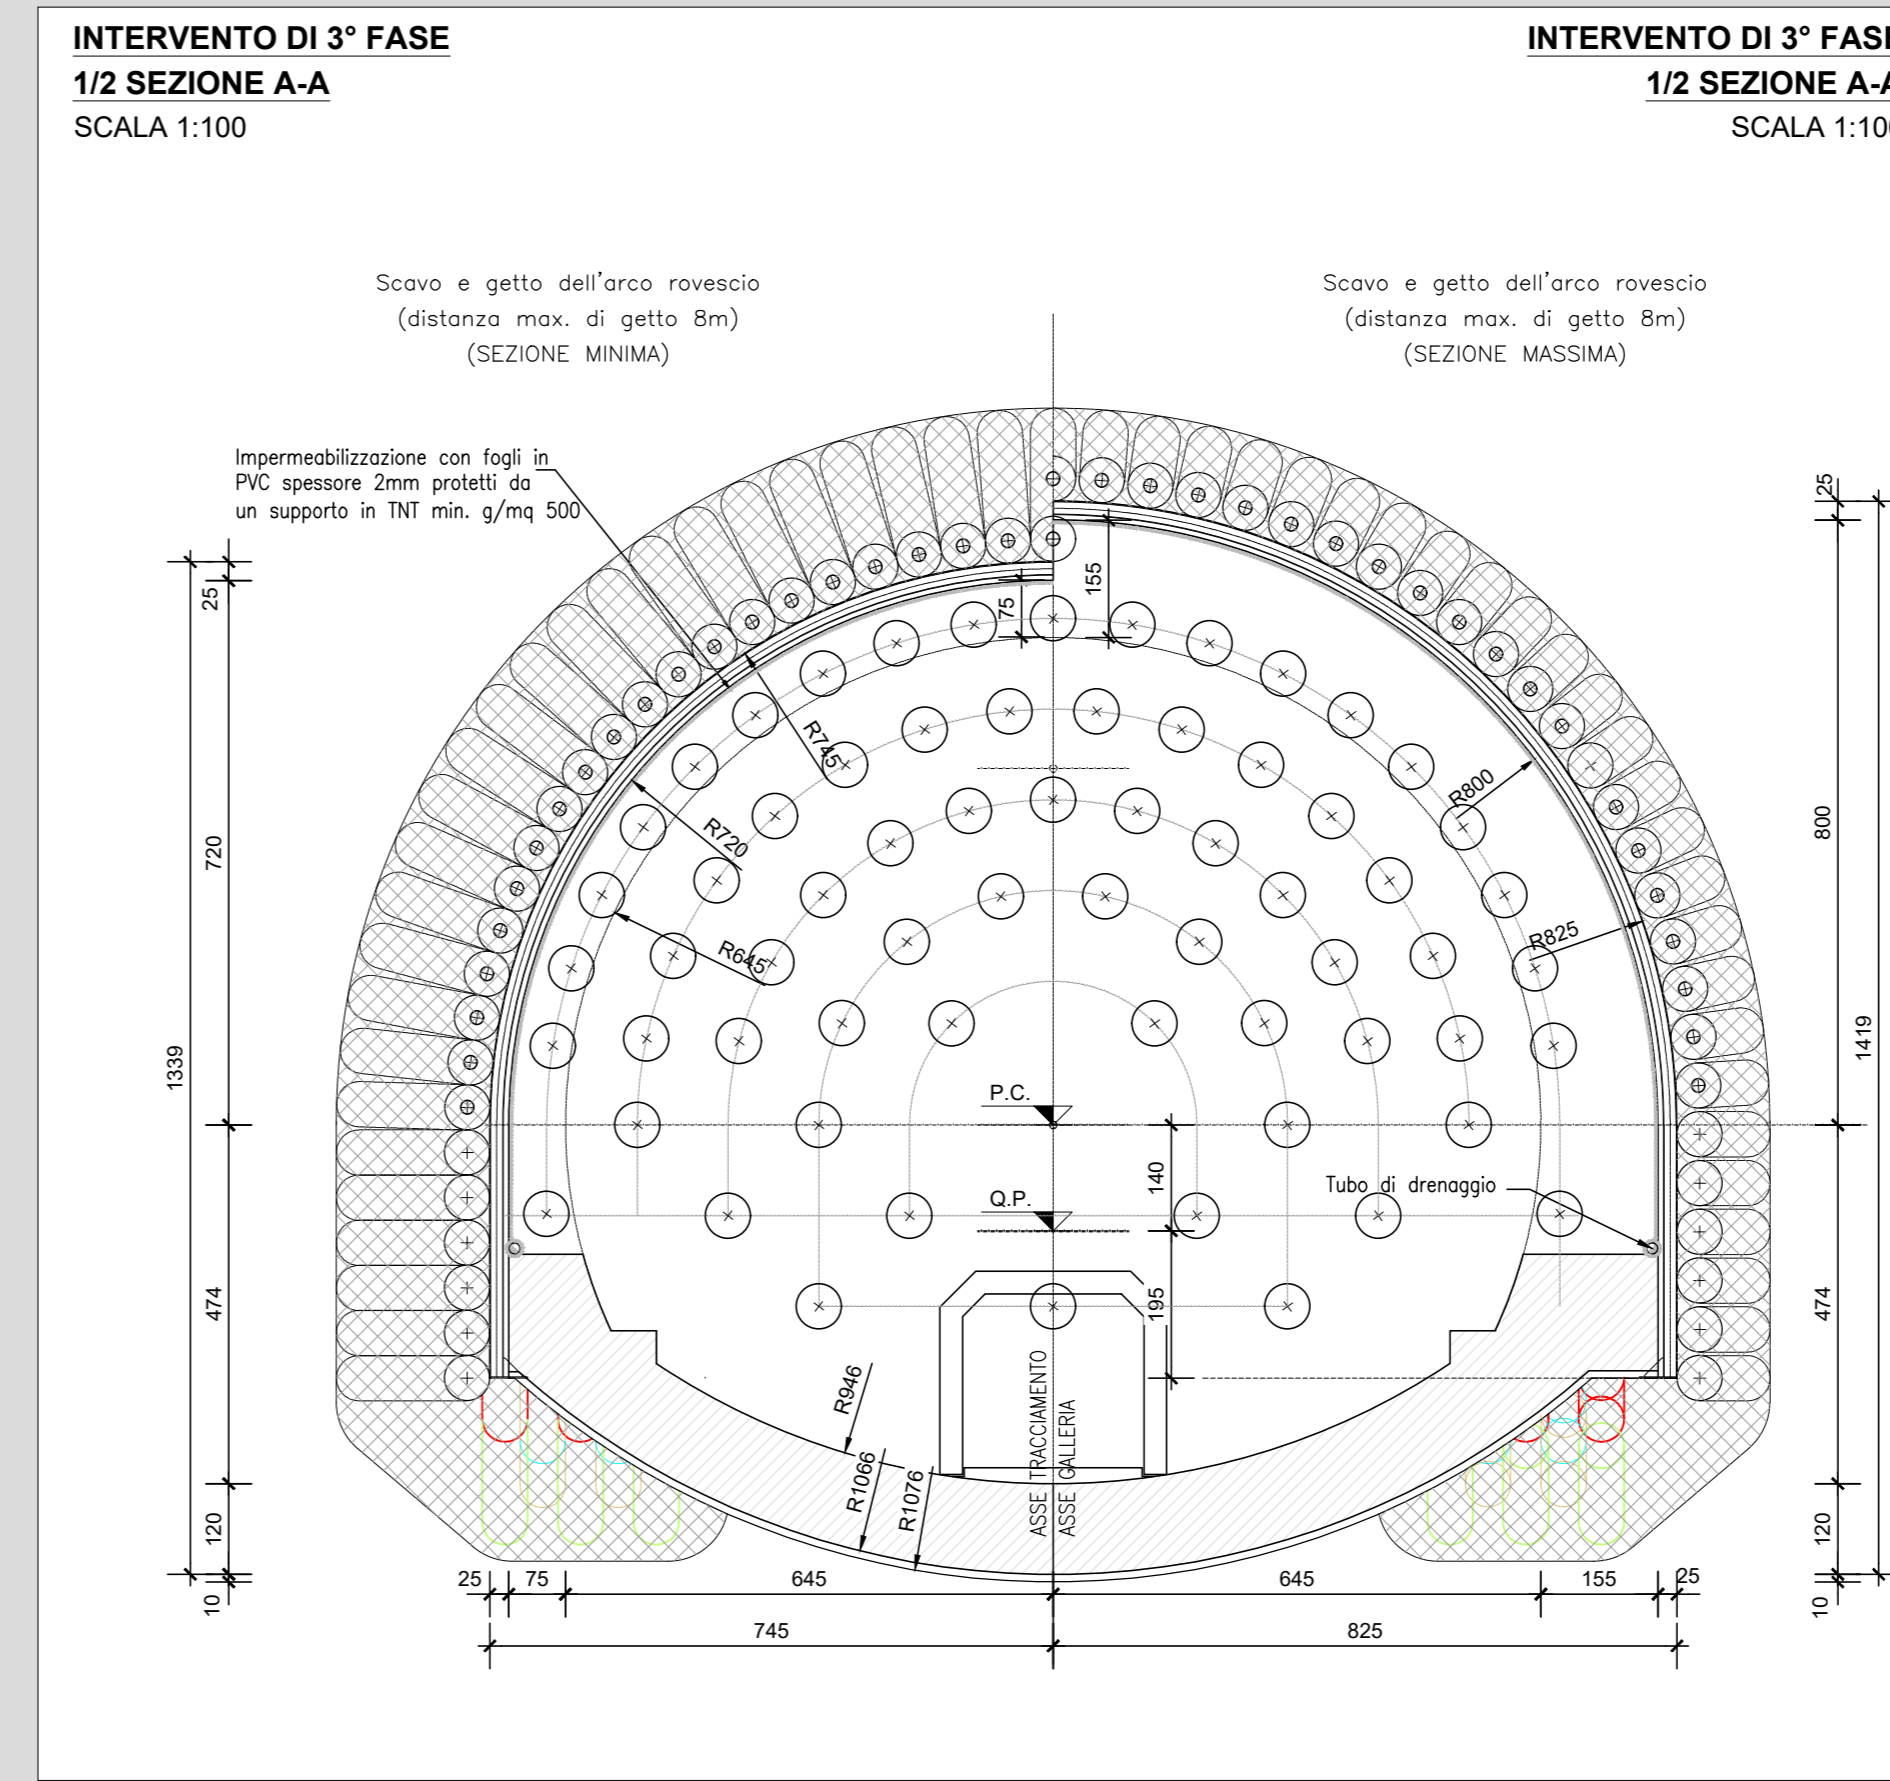 INTERVENTO DI 3° FASE
1/2 SEZIONE A-A
SCALA 1:100
INTERVENTO DI 3° FASE
1/2 SEZIONE A-A
SCALA 1:100
Scavo e getto dell'arco rovescio
(distanza max. di getto 8m)
(SEZIONE MINIMA)
Scavo e getto dell'arco rovescio
(distanza max. di getto 8m)
(SEZIONE MASSIMA)
Impermeabilizzazione con fogli in
PVC spessore 2mm protetti da
un supporto in TNT min. g/mq 500
25
720
1339
474
120
10
75
155
R745
R720
R645
R800
R825
P.C.
140
Q.P.
195
Tubo di drenaggio
R946
R1066
R1076
ASSE TRACCIAMENTO
ASSE GALLERIA
25
800
1419
474
120
10
25
75
645
645
155
25
745
825